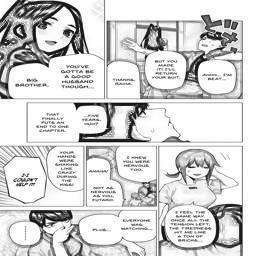 AHHH... I'M
BEAT...
BUT YOU
MADE
IT! I'LL
RETURN
YOUR SUIT.
THANKS,
RAIHA.
YOU'VE
GOTTA BE
A GOOD
HUSBAND
THOUGH...
BIG
BROTHER.
...FIVE
YEARS,
HUH?
THAT
FINALLY
PUTS AN
END TO ONE
CHAPTER.
I FEEL THE
SAME WAY.
ONCE ALL
THE TENSION
LEFT,
THE TIREDNESS
HIT ME LIKE
A TON OF
BRICKS...
I KNEW
YOU WERE
NERVOUS
TOO.
AHAHA!
NOT AS
NERVOUS
AS YOU,
FUTARO.
YOUR
HANDS
WERE
SHAKING
LIKE
CRAZY
DURING
THE
KISS!
I-I
COULDN'T
HELP IT!
EVERYONE
WAS
WATCHING...
PLUS...